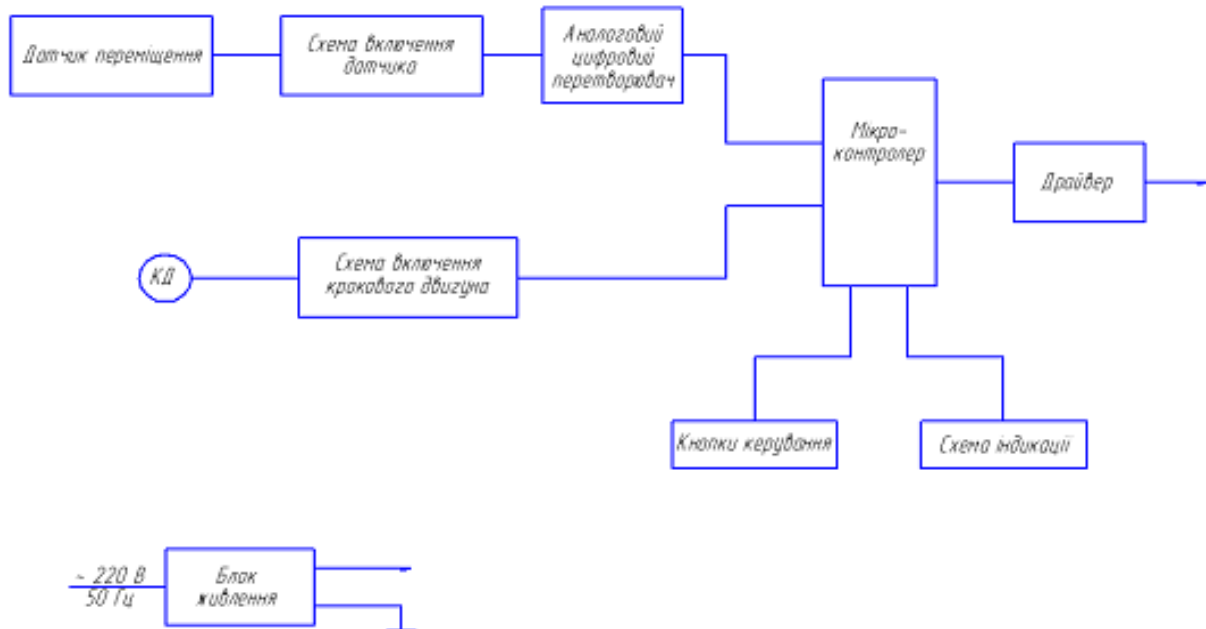 Датчик переміщення
Схема включення
датчика
Аналоговий
цифровий
перетворювач
Мікро-
контролер
Драйвер
КД
Схема включення
крокового двигуна
Кнопки керування
Схема індикації
~ 220 В
50 Гц
Блок
живлення